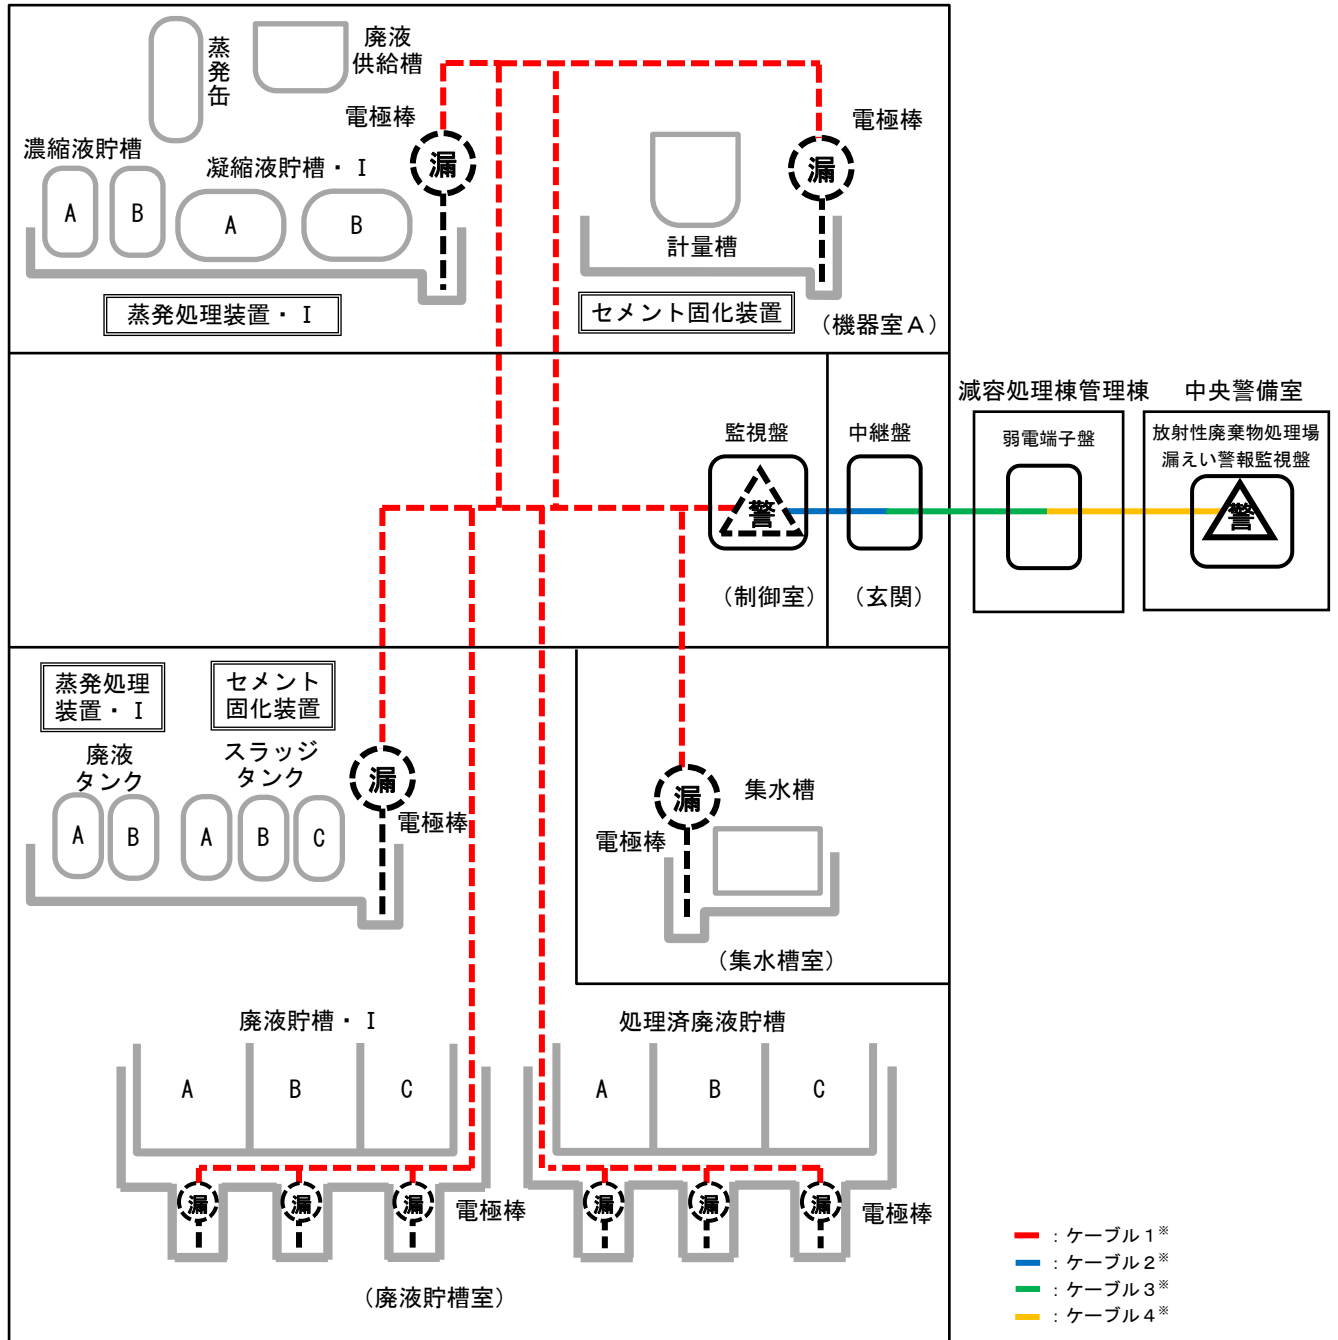 蒸発缶
廃液
供給槽
電極棒
濃縮液貯槽
凝縮液貯槽・Ⅰ
漏
A
B
A
B
蒸発処理装置・Ⅰ
電極棒
漏
計量槽
セメント固化装置
（機器室Ａ）
監視盤
警
（制御室）
中継盤
（玄関）
減容処理棟管理棟
弱電端子盤
中央警備室
放射性廃棄物処理場
漏えい警報監視盤
警
蒸発処理
装置・Ⅰ
セメント
固化装置
廃液
タンク
スラッジ
タンク
漏
電極棒
A
B
A
B
C
漏
集水槽
電極棒
（集水槽室）
廃液貯槽・Ⅰ
A
B
C
漏
漏
漏
電極棒
処理済廃液貯槽
A
B
C
漏
漏
漏
電極棒
（廃液貯槽室）
：ケーブル１※
：ケーブル２※
：ケーブル３※
：ケーブル４※